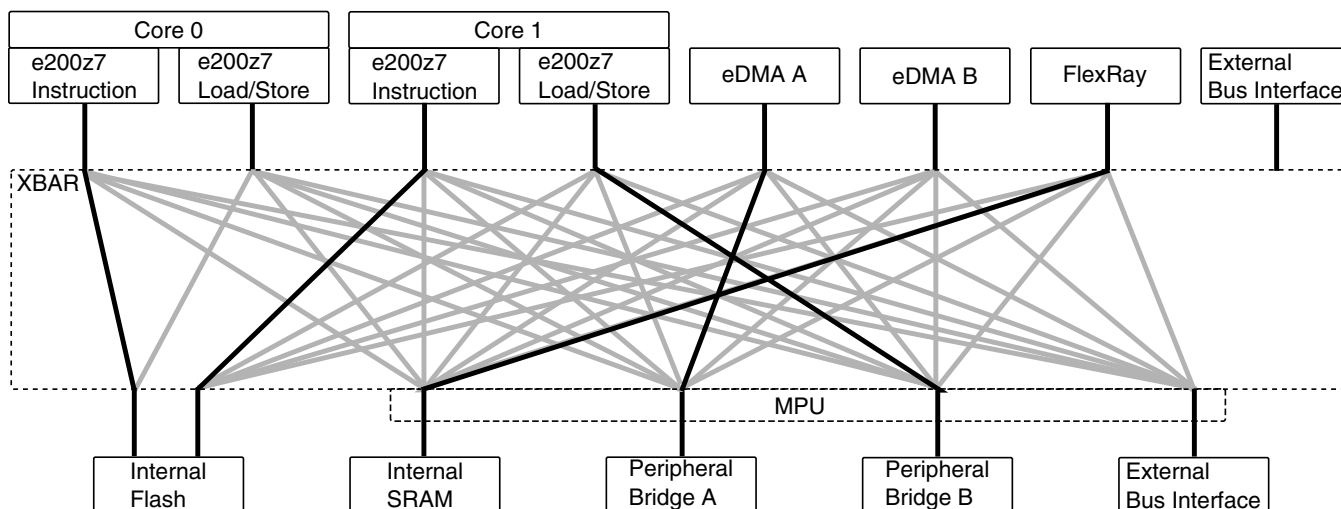 Core 0
Core 1
e200z7
Instruction
e200z7
Load/Store
e200z7
Instruction
e200z7
Load/Store
eDMA A
eDMA B
FlexRay
External
Bus Interface
XBAR
MPU
Internal
Flash
Internal
SRAM
Peripheral
Bridge A
Peripheral
Bridge B
External
Bus Interface